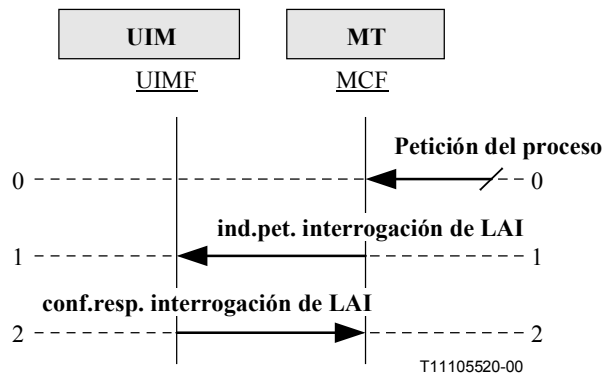 UIM MT
UIMF MCF
Petición del proceso
0 0
ind.pet. interrogación de LAI
1 1
conf.resp. interrogación de LAI
2 2
T11105520-00